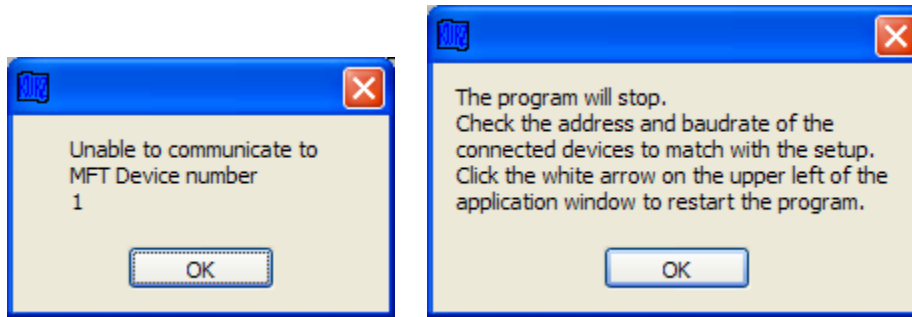 Unable to communicate to
MFT Device number
1
OK
The program will stop.
Check the address and baudrate of the
connected devices to match with the setup.
Click the white arrow on the upper left of the
application window to restart the program.
OK